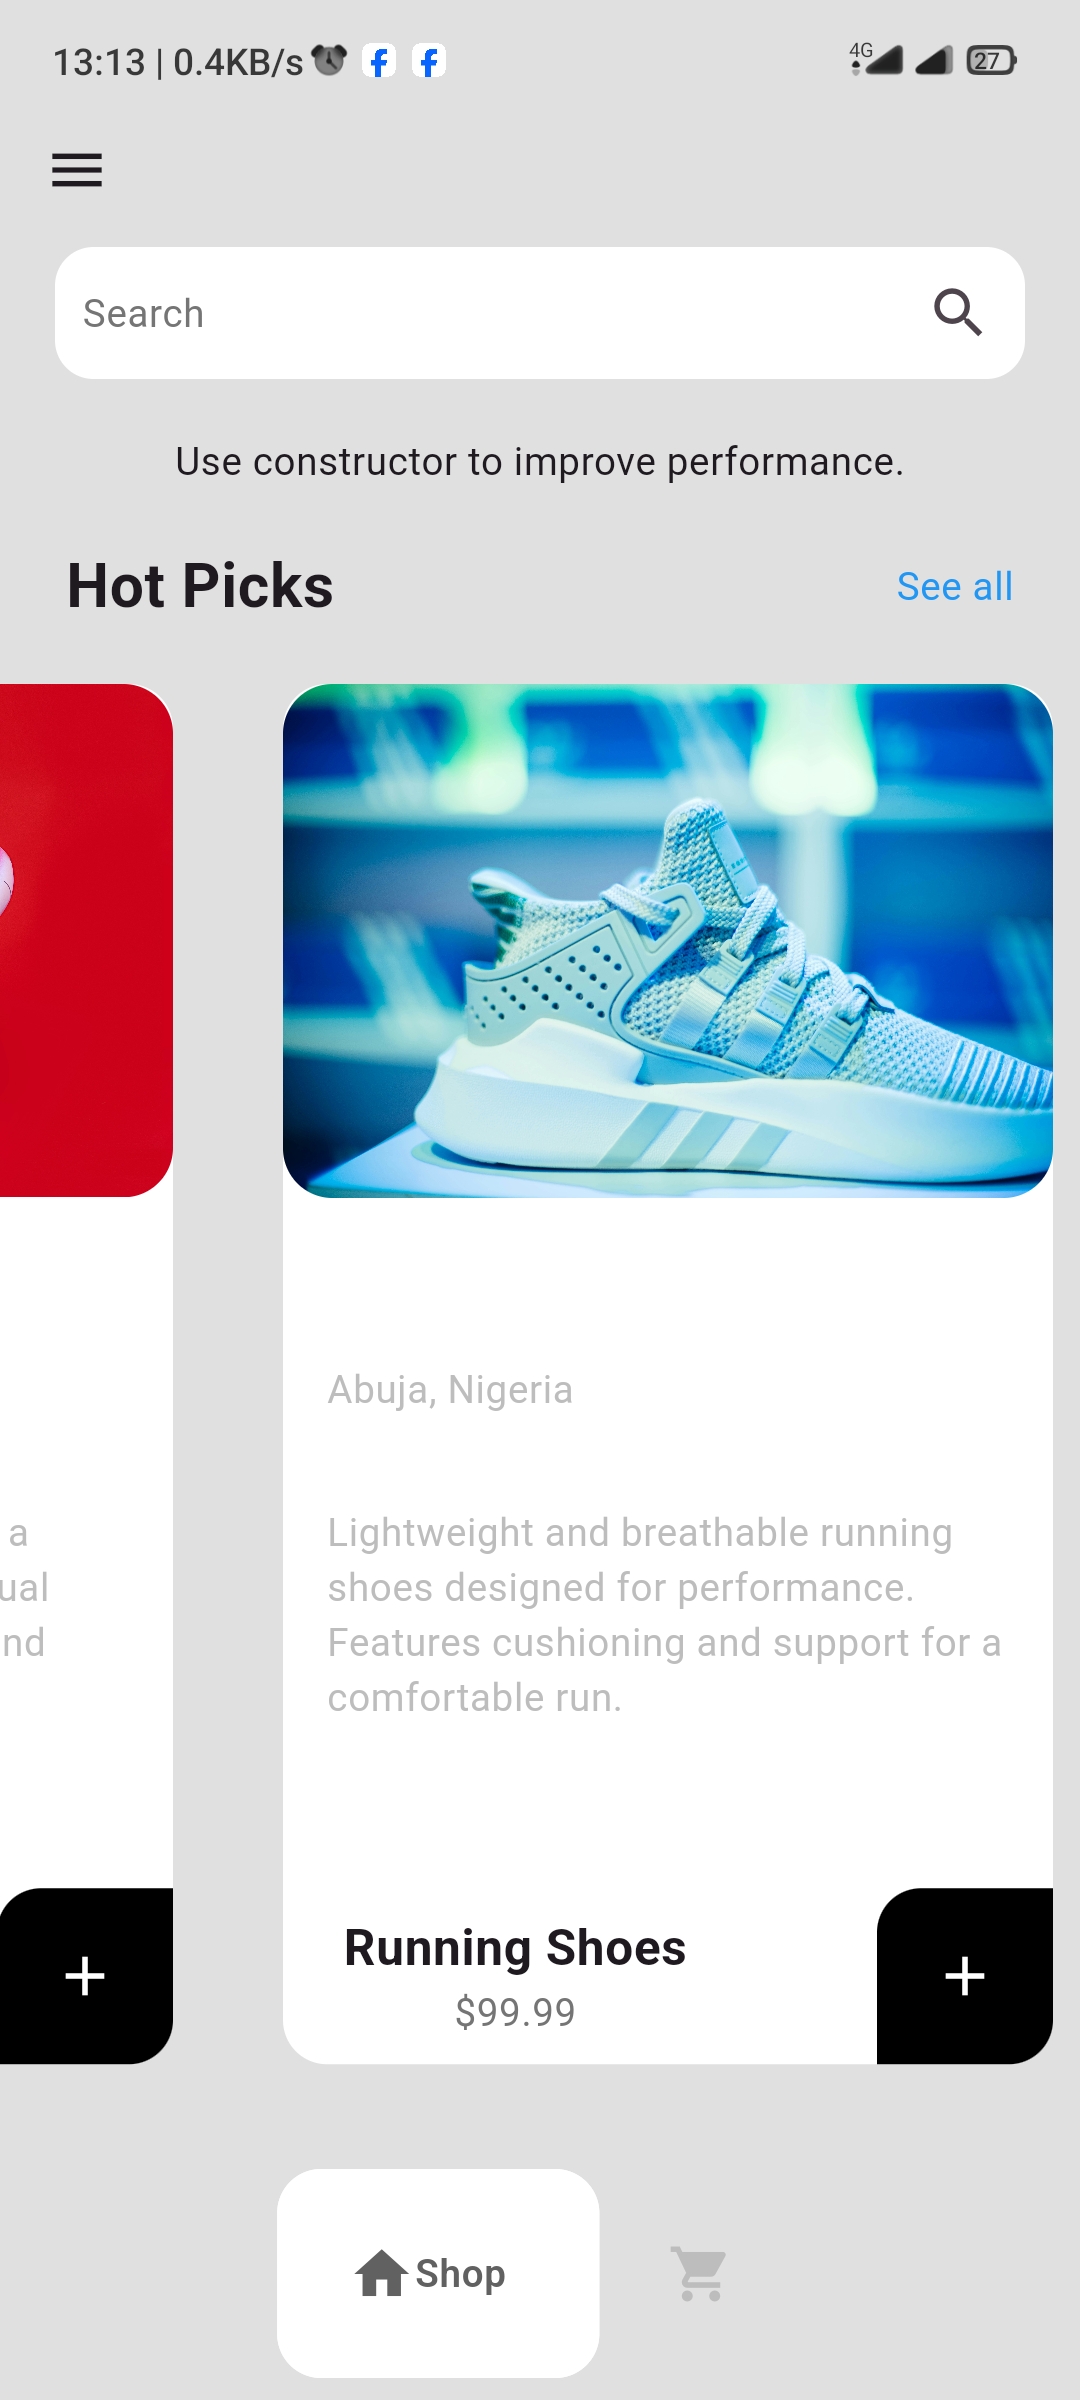 13:13 | 0.4KB/s
4G
27
Search
Use constructor to improve performance.
Hot Picks
See all
Abuja, Nigeria
a
ual
nd
Lightweight and breathable running
shoes designed for performance.
Features cushioning and support for a
comfortable run.
Running Shoes
$99.99
Shop